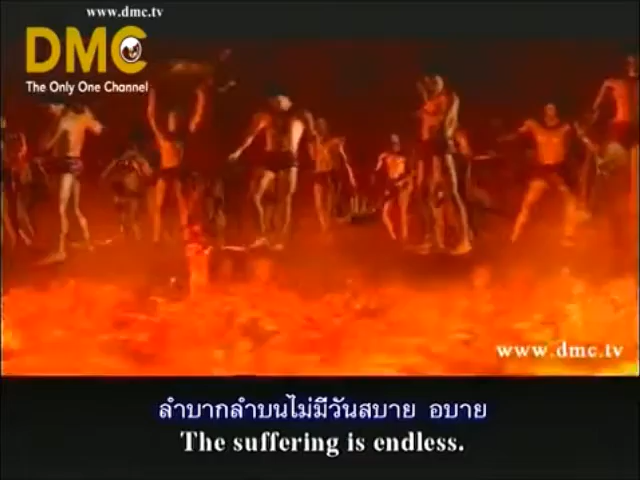 www.dmc.tv
DMC
The Only One Channel
www.dmc.tv
ลำบากลำบนไม่มีวันสบาย อบาย
The suffering is endless.